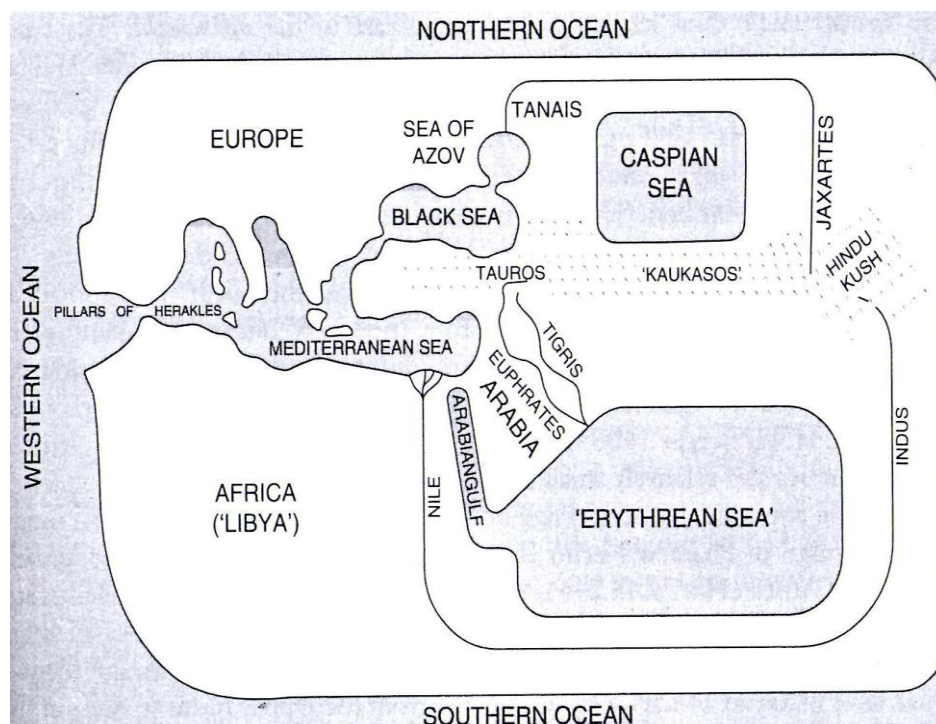 NORTHERN OCEAN
TANAIS
SEA OF
AZOV
EUROPE
CASPIAN
SEA
JAXARTES
BLACK SEA
HINDU
KUSH
TAUROS
'KAUKASOS'
PILLARS OF HERAKLES
WESTERN OCEAN
MEDITERRANEAN SEA
TIGRIS
EUPHRATES
ARABIA
ARABIANGULF
NILE
INDUS
AFRICA
('LIBYA')
'ERYTHREAN SEA'
SOUTHERN OCEAN